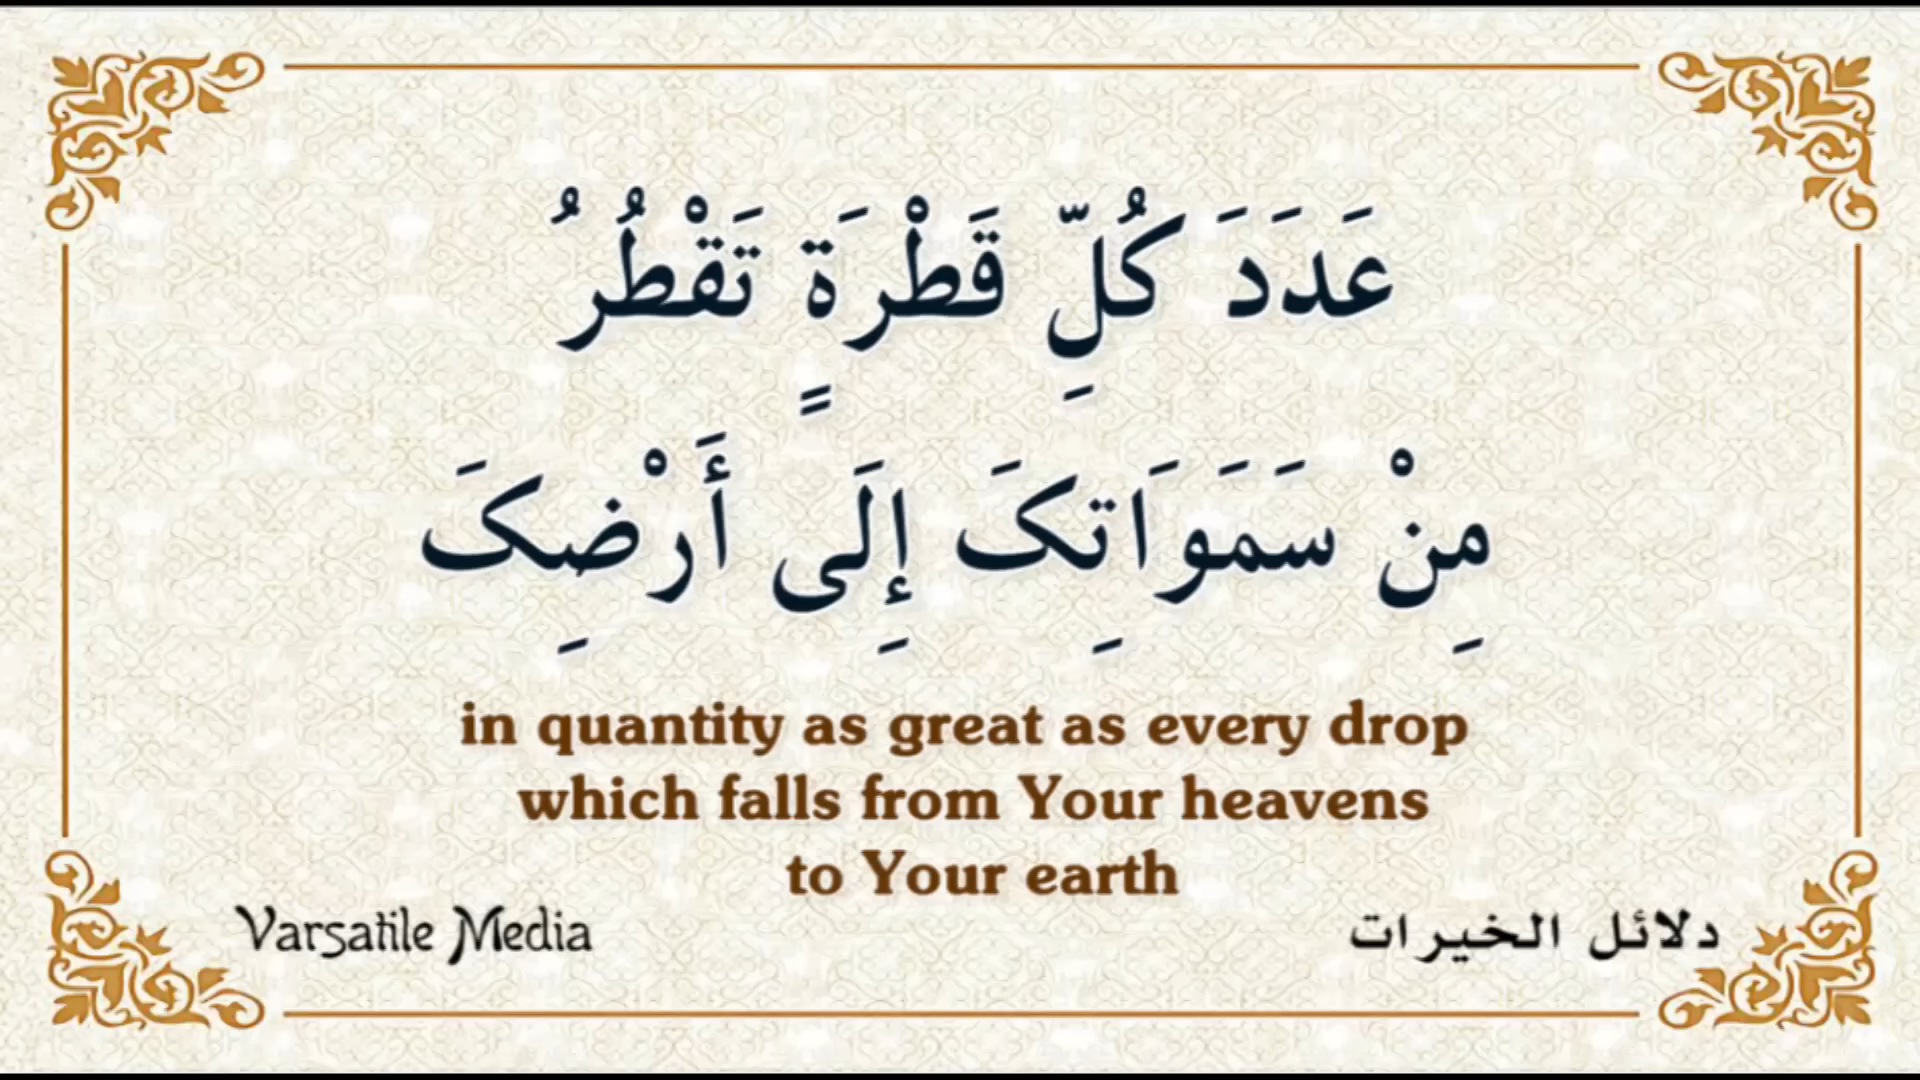 عَدَدَ كُلِّ قَطْرَةٍ تَقْطُرُ
مِنْ سَمَوَاتِکَ إِلَى أَرْضِکَ
in quantity as great as every drop
which falls from Your heavens
to Your earth
Varsatile Media
دلائل الخيرات